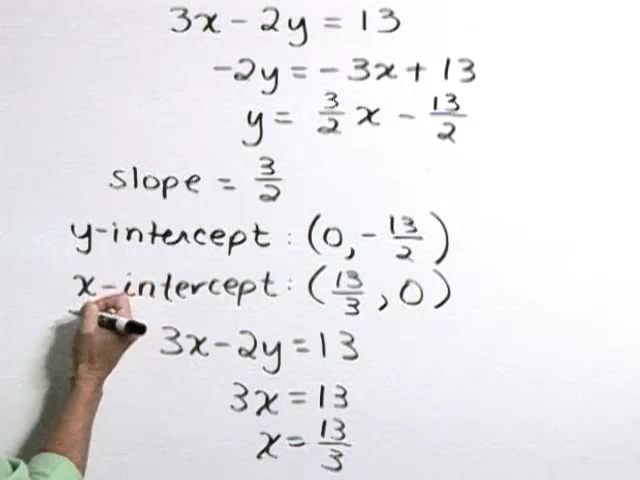 3x - 2y = 13
-2y = -3x + 13
y = 3/2 x - 13/2
slope = 3/2
y-intercept : (0, -13/2)
x-intercept : (13/3, 0)
3x - 2y = 13
3x = 13
x = 13/3